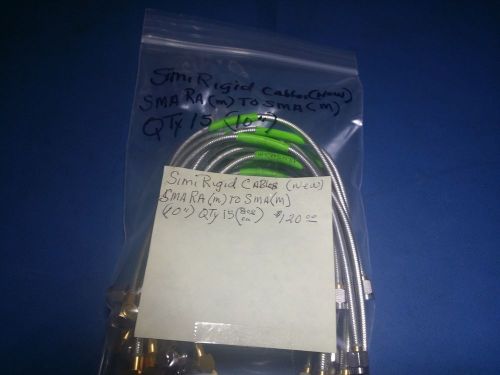 Simi Rigid Cables (New)
SMA RA (m) TO SMA (m)
QTY 15 (10")
Simi Rigid CABles (New)
SMA RA (m) TO SMA (m)
(10") QTY 15 (8.00 ea) $120.00